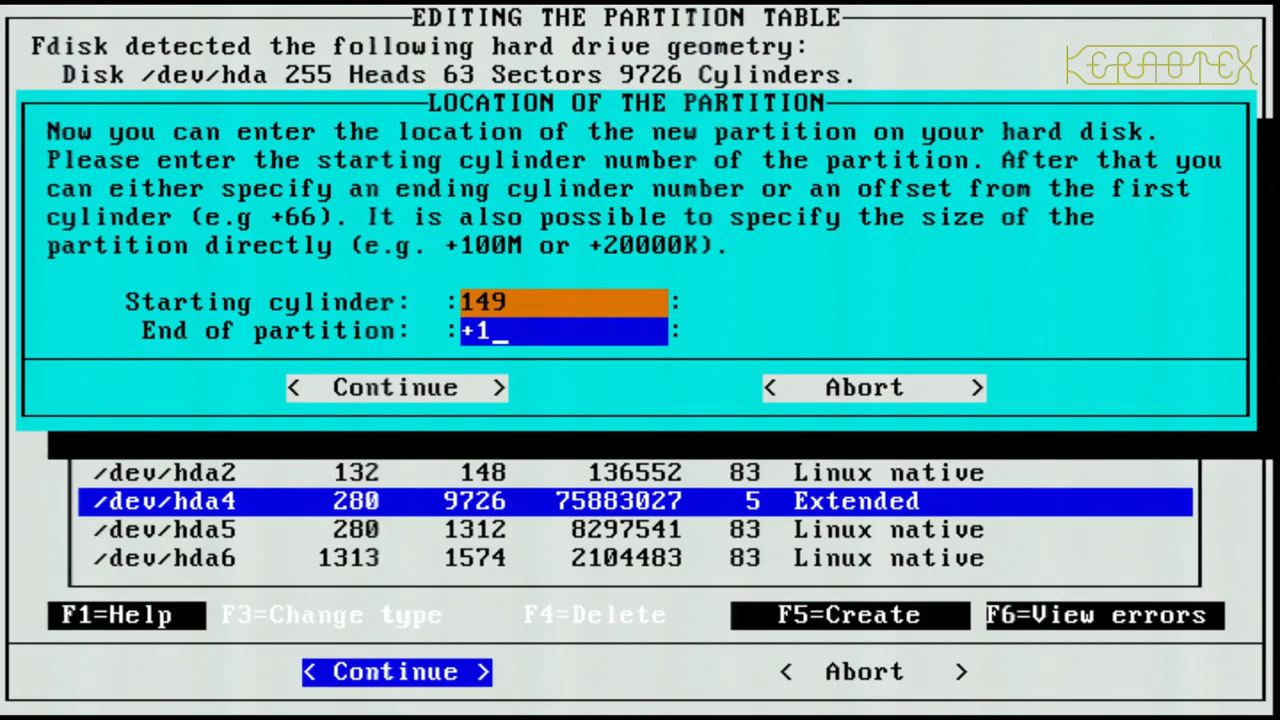 EDITING THE PARTITION TABLE
Fdisk detected the following hard drive geometry:
Disk /dev/hda 255 Heads 63 Sectors 9726 Cylinders.
KERAOTEX
LOCATION OF THE PARTITION
Now you can enter the location of the new partition on your hard disk.
Please enter the starting cylinder number of the partition. After that you
can either specify an ending cylinder number or an offset from the first
cylinder (e.g +66). It is also possible to specify the size of the
partition directly (e.g. +100M or +20000K).
Starting cylinder: :149 :
End of partition: :+1_ :
< Continue > < Abort >
/dev/hda2 132 148 136552 83 Linux native
/dev/hda4 280 9726 75883027 5 Extended
/dev/hda5 280 1312 8297541 83 Linux native
/dev/hda6 1313 1574 2104483 83 Linux native
F1=Help F3=Change type F4=Delete F5=Create F6=View errors
< Continue > < Abort >